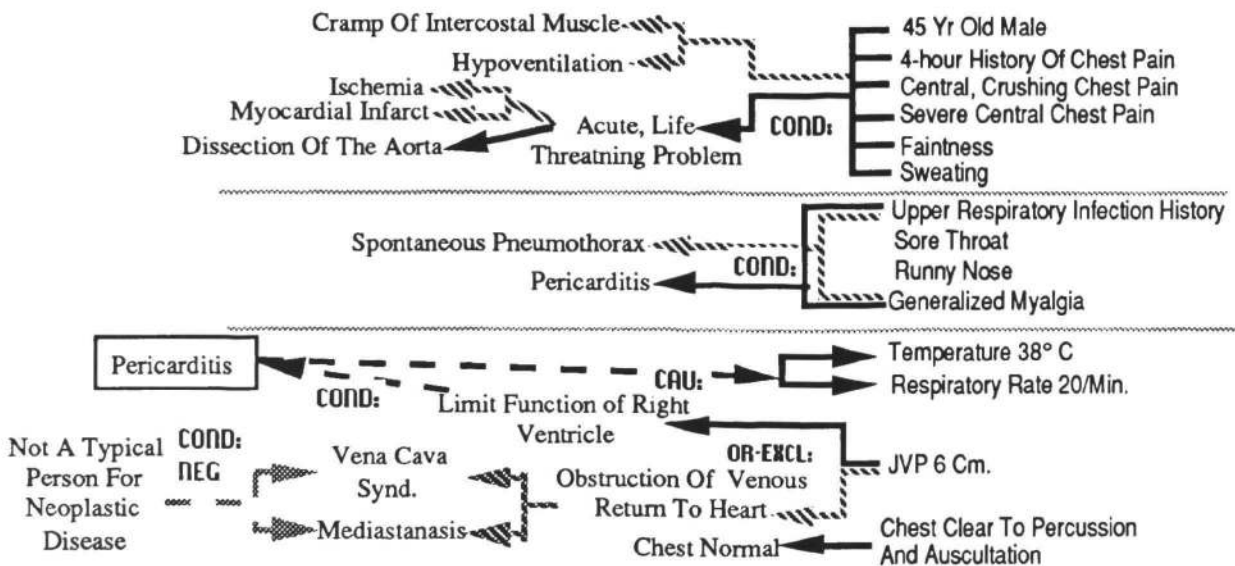 Cramp Of Intercostal Muscle
45 Yr Old Male
Hypoventilation
4-hour History Of Chest Pain
Ischemia
Central, Crushing Chest Pain
Myocardial Infarct
Severe Central Chest Pain
Dissection Of The Aorta
Acute, Life
Threatning Problem
COND:
Faintness
Sweating
Upper Respiratory Infection History
Spontaneous Pneumothorax
Sore Throat
COND:
Runny Nose
Pericarditis
Generalized Myalgia
Pericarditis
Temperature 38° C
CAU:
Respiratory Rate 20/Min.
COND:
Limit Function of Right
Ventricle
Not A Typical
Person For
Neoplastic
Disease
COND:
NEG
Vena Cava
Synd.
Mediastanasis
OR-EXCL:
Obstruction Of Venous
Return To Heart
JVP 6 Cm.
Chest Normal
Chest Clear To Percussion
And Auscultation